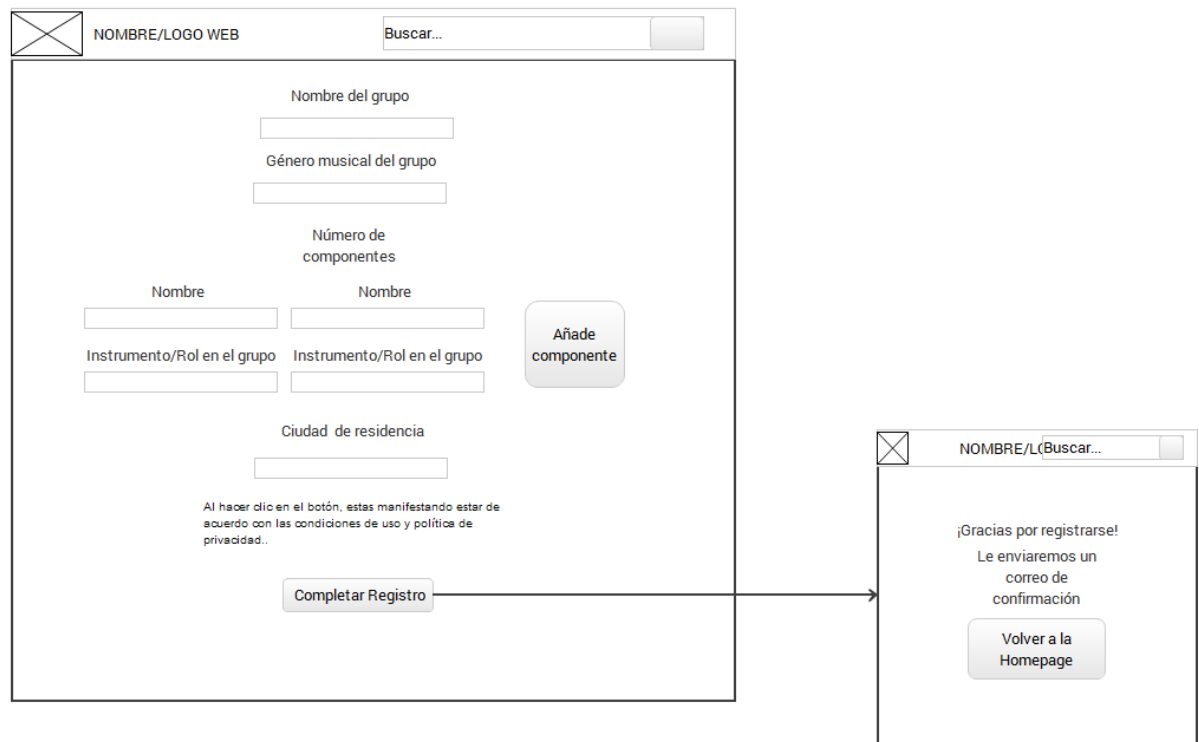 NOMBRE/LOGO WEB
Buscar...
Nombre del grupo
Género musical del grupo
Número de
componentes
Nombre Nombre
Instrumento/Rol en el grupo Instrumento/Rol en el grupo
Añade
componente
Ciudad de residencia
Al hacer clic en el botón, estas manifestando estar de
acuerdo con las condiciones de uso y política de
privacidad..
Completar Registro
NOMBRE/LO
Buscar...
¡Gracias por registrarse!
Le enviaremos un
correo de
confirmación
Volver a la
Homepage